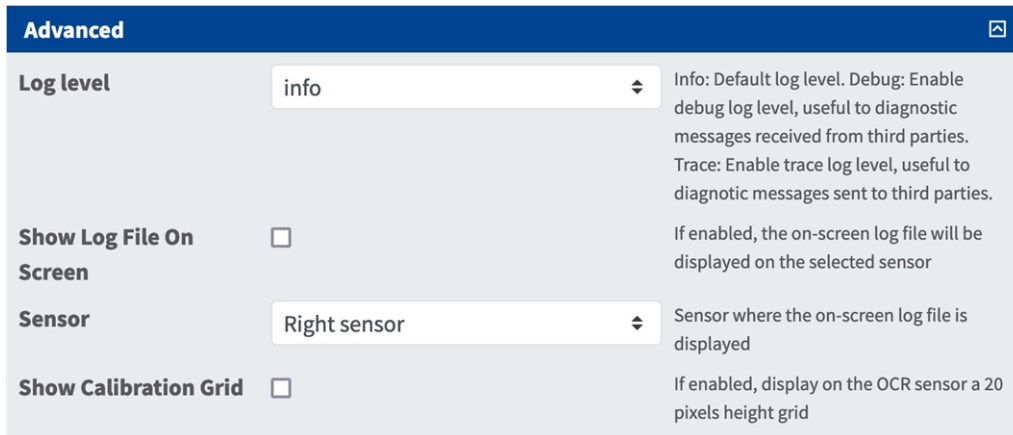 Advanced
Log level
info
Info: Default log level. Debug: Enable
debug log level, useful to diagnostic
messages received from third parties.
Trace: Enable trace log level, useful to
diagnotic messages sent to third parties.
Show Log File On
Screen
If enabled, the on-screen log file will be
displayed on the selected sensor
Sensor
Right sensor
Sensor where the on-screen log file is
displayed
Show Calibration Grid
If enabled, display on the OCR sensor a 20
pixels height grid